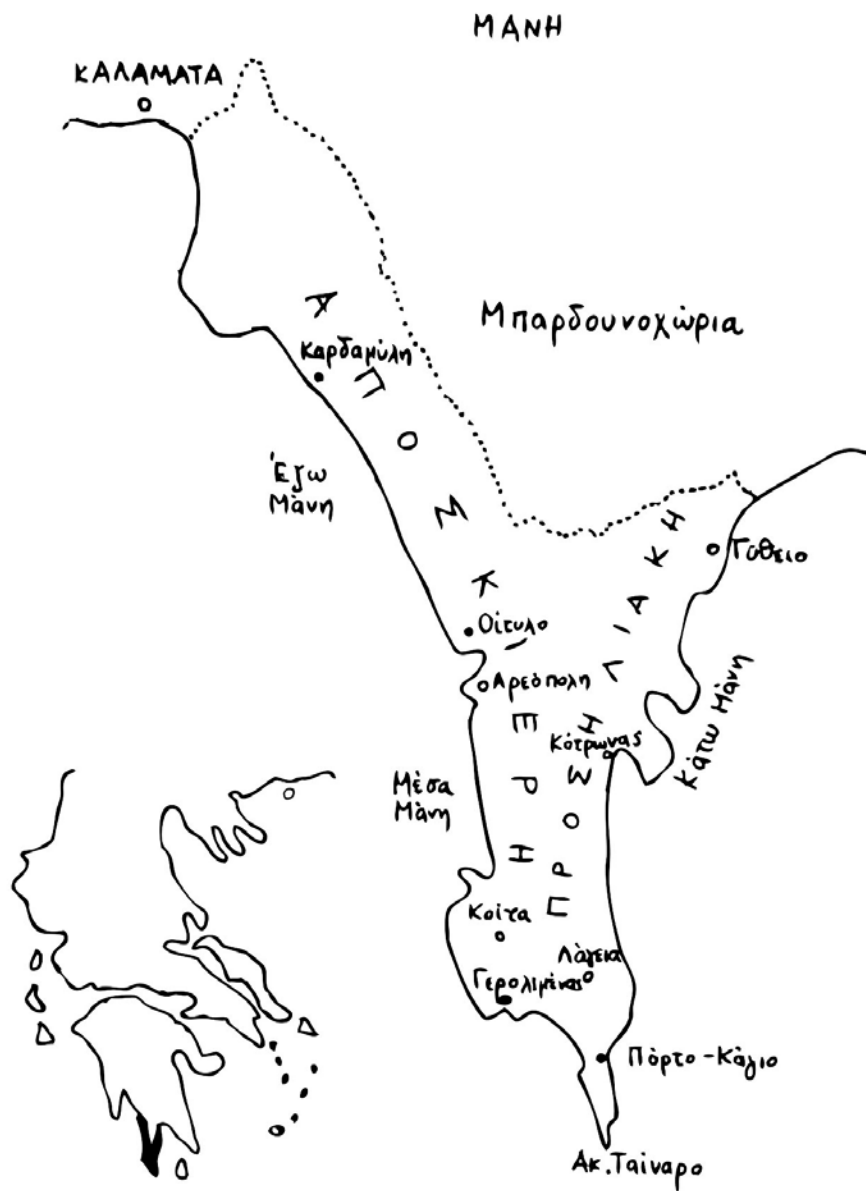 ΜΑΝΗ
ΚΑΛΑΜΑΤΑ
Μπαρδουνοχώρια
Καρδαμύλη
Έξω
Μάνη
ΑΠΟΣΚΙΕΡΗ
ΠΡΟΣΗΛΙΑΚΗ
Γύθειο
Οίτυλο
Αρεόπολη
Κάτω Μάνη
Κότρωνας
Μέσα
Μάνη
Κοίτα
Λάγεια
Γερολιμένας
Πόρτο-Κάγιο
Ακ. Ταίναρο